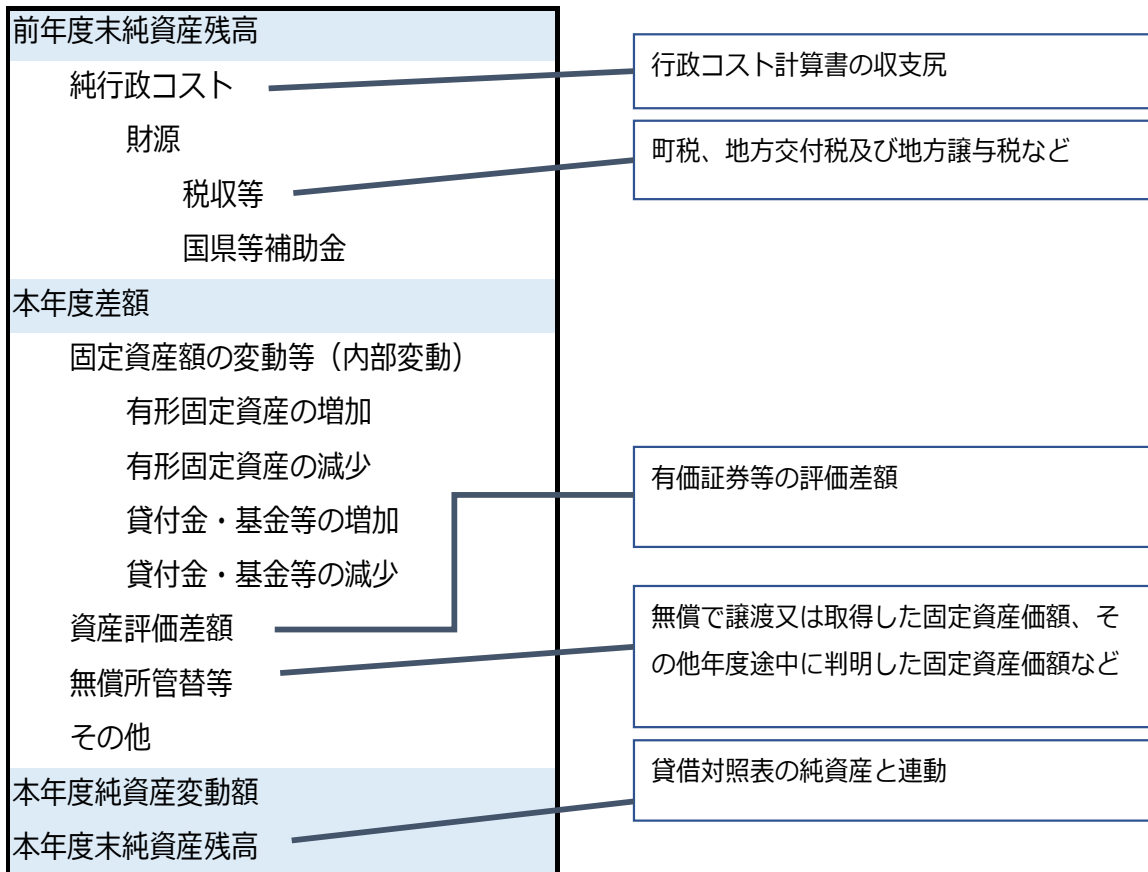 前年度末純資産残高
純行政コスト
財源
税収等
国県等補助金
本年度差額
固定資産額の変動等（内部変動）
有形固定資産の増加
有形固定資産の減少
貸付金・基金等の増加
貸付金・基金等の減少
資産評価差額
無償所管替等
その他
本年度純資産変動額
本年度末純資産残高
行政コスト計算書の収支尻
町税、地方交付税及び地方譲与税など
有価証券等の評価差額
無償で譲渡又は取得した固定資産価額、そ
の他年度途中に判明した固定資産価額など
貸借対照表の純資産と連動